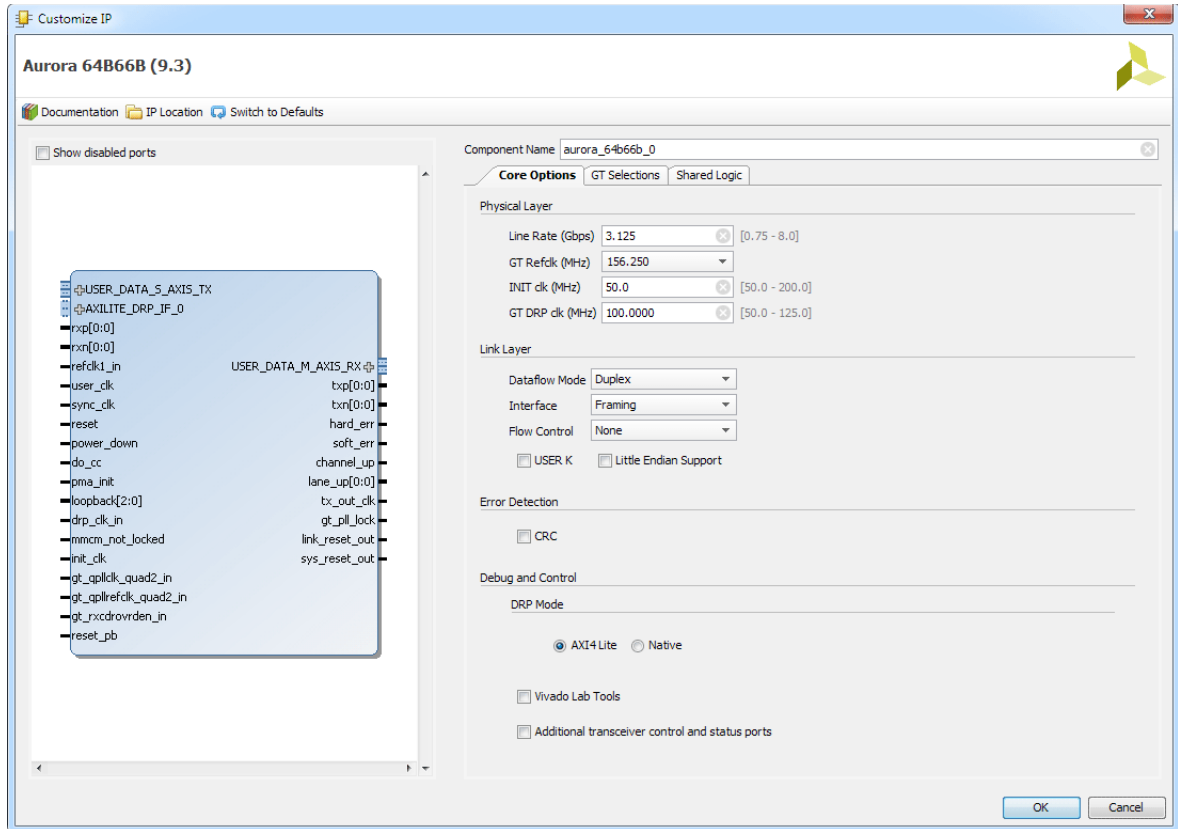 Customize IP
Aurora 64B66B (9.3)
Documentation IP Location Switch to Defaults
Show disabled ports
USER_DATA_S_AXIS_TX
AXILITE_DRP_IF_0
rxp[0:0]
rxn[0:0]
refclk1_in
user_clk
sync_clk
reset
power_down
do_cc
pma_init
loopback[2:0]
drp_clk_in
mmcm_not_locked
init_clk
gt_qpllclk_quad2_in
gt_qpllrefclk_quad2_in
gt_rxcdrovrden_in
reset_pb
USER_DATA_M_AXIS_RX
txp[0:0]
txn[0:0]
hard_err
soft_err
channel_up
lane_up[0:0]
tx_out_clk
gt_pll_lock
link_reset_out
sys_reset_out
Component Name aurora_64b66b_0
Core Options GT Selections Shared Logic
Physical Layer
Line Rate (Gbps) 3.125 [0.75 - 8.0]
GT Refclk (MHz) 156.250
INIT clk (MHz) 50.0 [50.0 - 200.0]
GT DRP clk (MHz) 100.0000 [50.0 - 125.0]
Link Layer
Dataflow Mode Duplex
Interface Framing
Flow Control None
USER K Little Endian Support
Error Detection
CRC
Debug and Control
DRP Mode
AXI4 Lite Native
Vivado Lab Tools
Additional transceiver control and status ports
OK Cancel